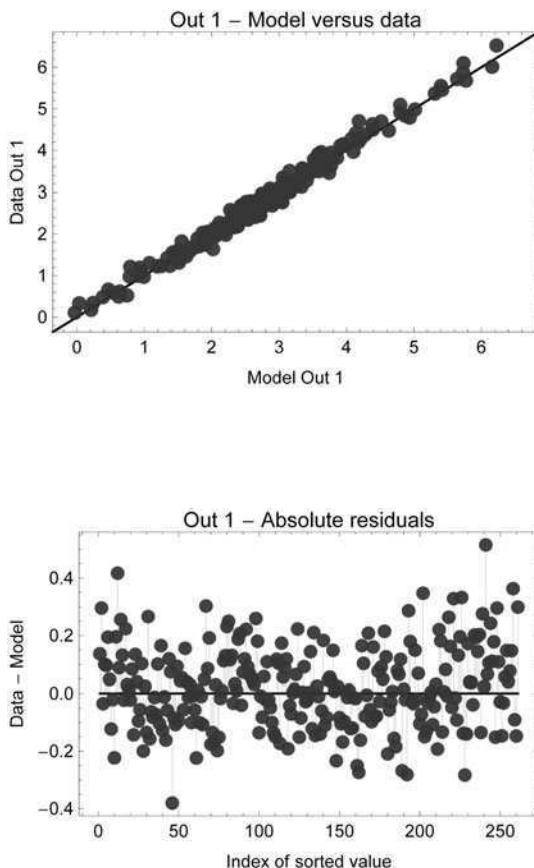 Out 1 – Model versus data
6
5
4
3
2
1
0
Data Out 1
0 1 2 3 4 5 6
Model Out 1
Out 1 – Absolute residuals
0.4
0.2
0.0
−0.2
−0.4
Data – Model
0 50 100 150 200 250
Index of sorted value